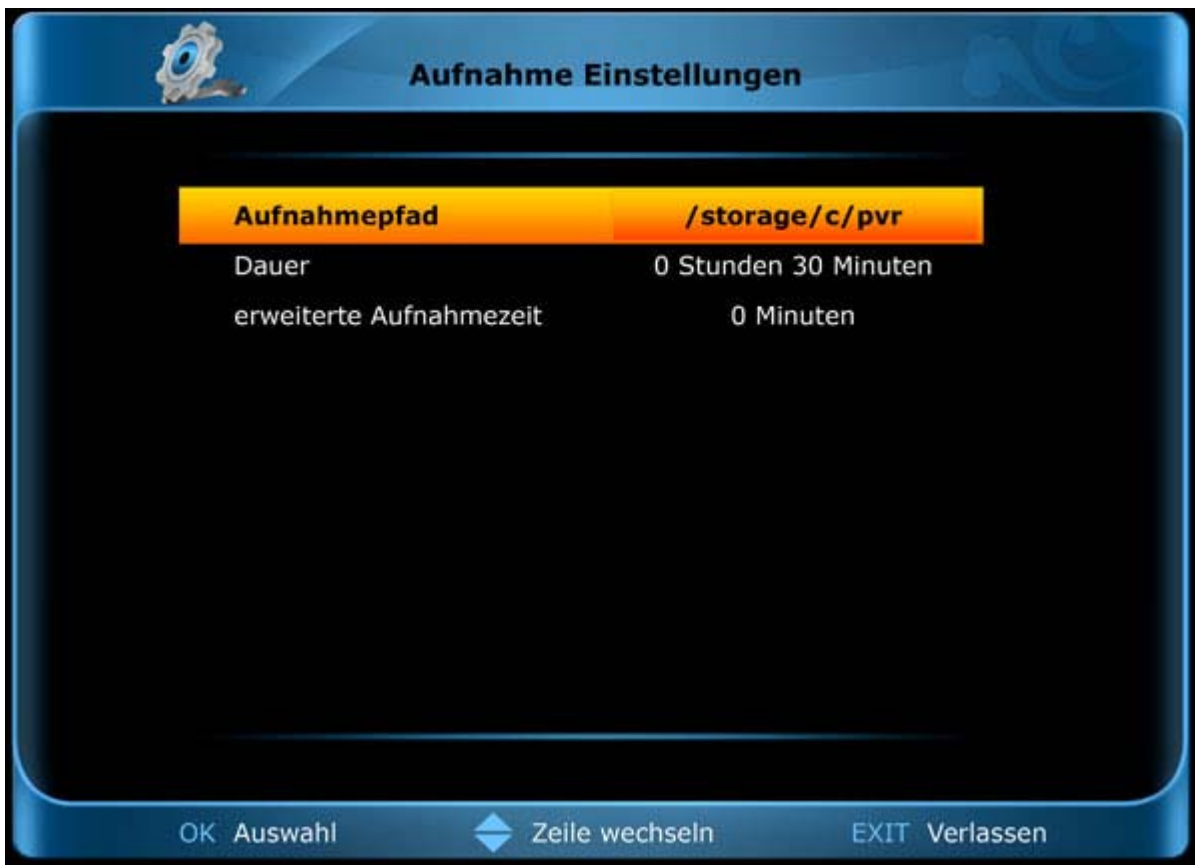 Aufnahme Einstellungen
Aufnahmepfad /storage/c/pvr
Dauer 0 Stunden 30 Minuten
erweiterte Aufnahmezeit 0 Minuten
OK Auswahl Zeile wechseln EXIT Verlassen